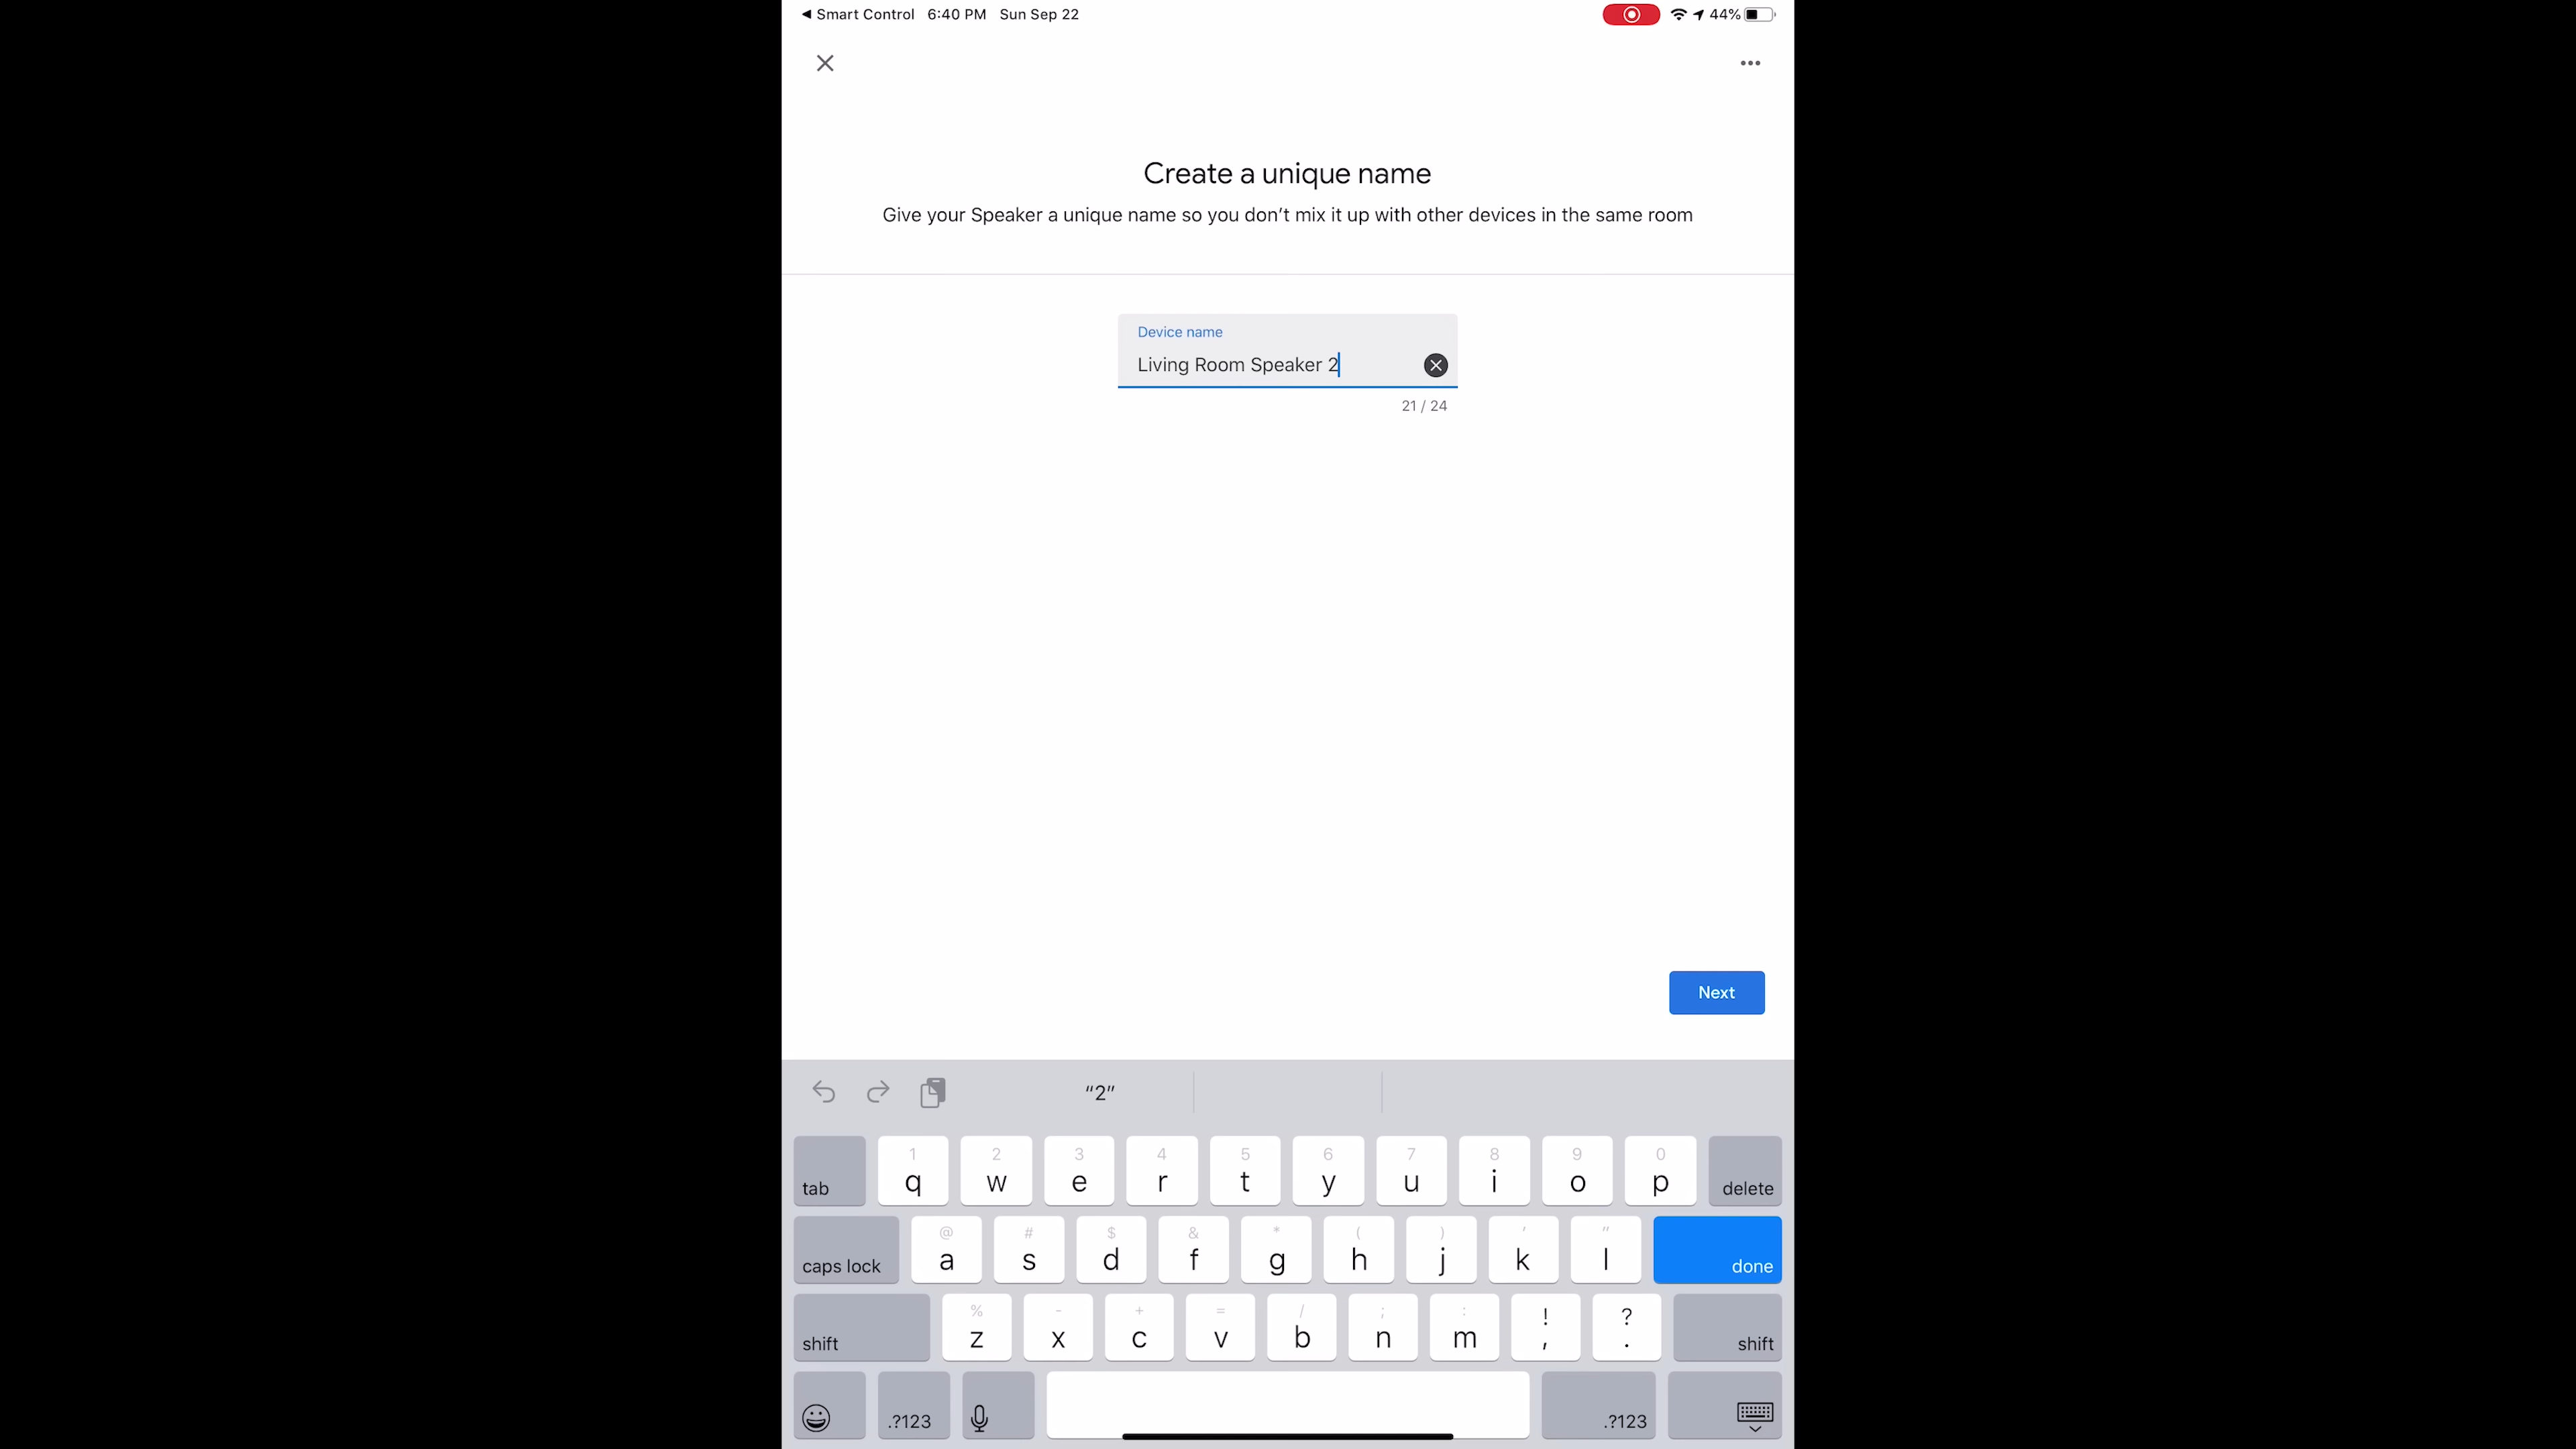 ◀ Smart Control 6:40 PM Sun Sep 22 44%
Create a unique name
Give your Speaker a unique name so you don't mix it up with other devices in the same room
Device name
Living Room Speaker 2
21 / 24
Next
“2”
1 2 3 4 5 6 7 8 9 0
tab q w e r t y u i o p delete
@ # $ & * ( ) ' "
caps lock a s d f g h j k l done
% - + = / ; : ! ?
shift z x c v b n m , . shift
.?123 .?123